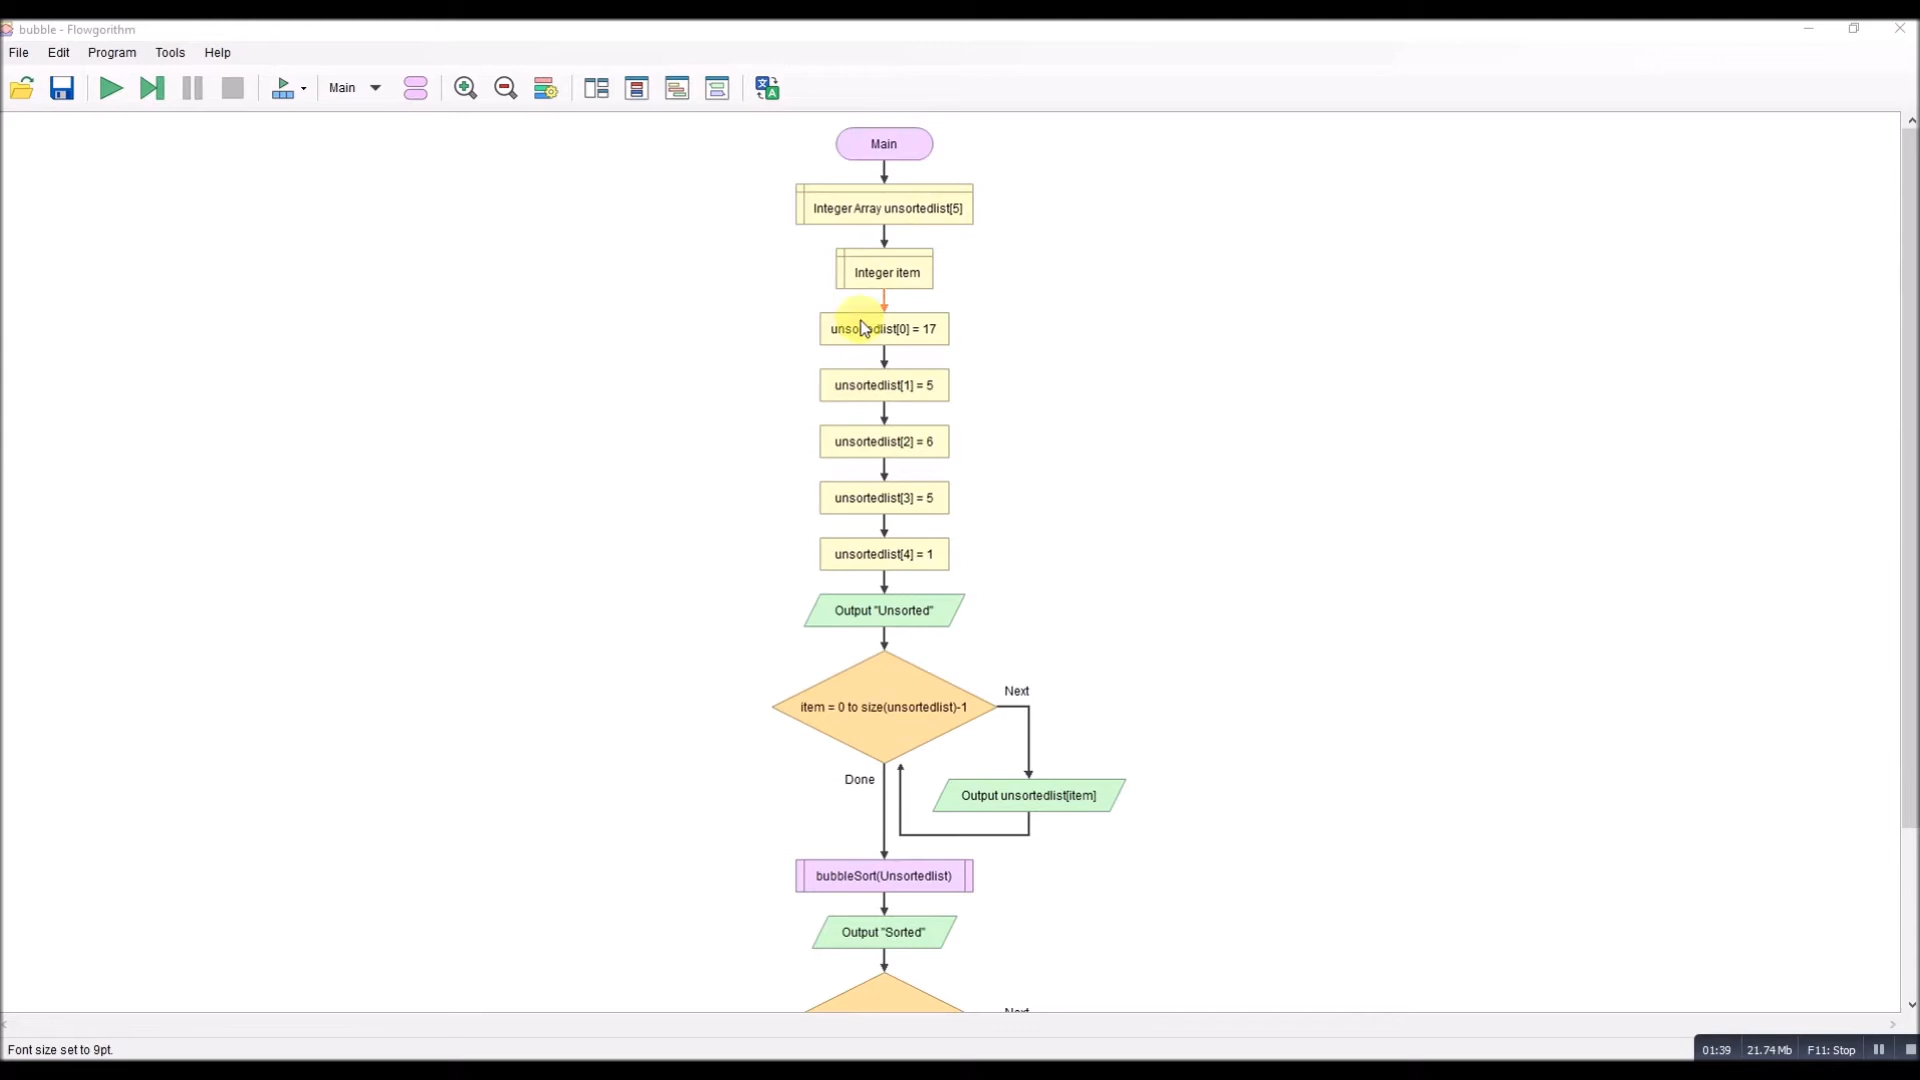 bubble - Flowgorithm
File Edit Program Tools Help
Main
Main
Integer Array unsortedlist[5]
Integer item
unsortedlist[0] = 17
unsortedlist[1] = 5
unsortedlist[2] = 6
unsortedlist[3] = 5
unsortedlist[4] = 1
Output "Unsorted"
Next
item = 0 to size(unsortedlist)-1
Done
Output unsortedlist[item]
bubbleSort(Unsortedlist)
Output "Sorted"
Next
Font size set to 9pt.
01:39 21.74Mb F11: Stop